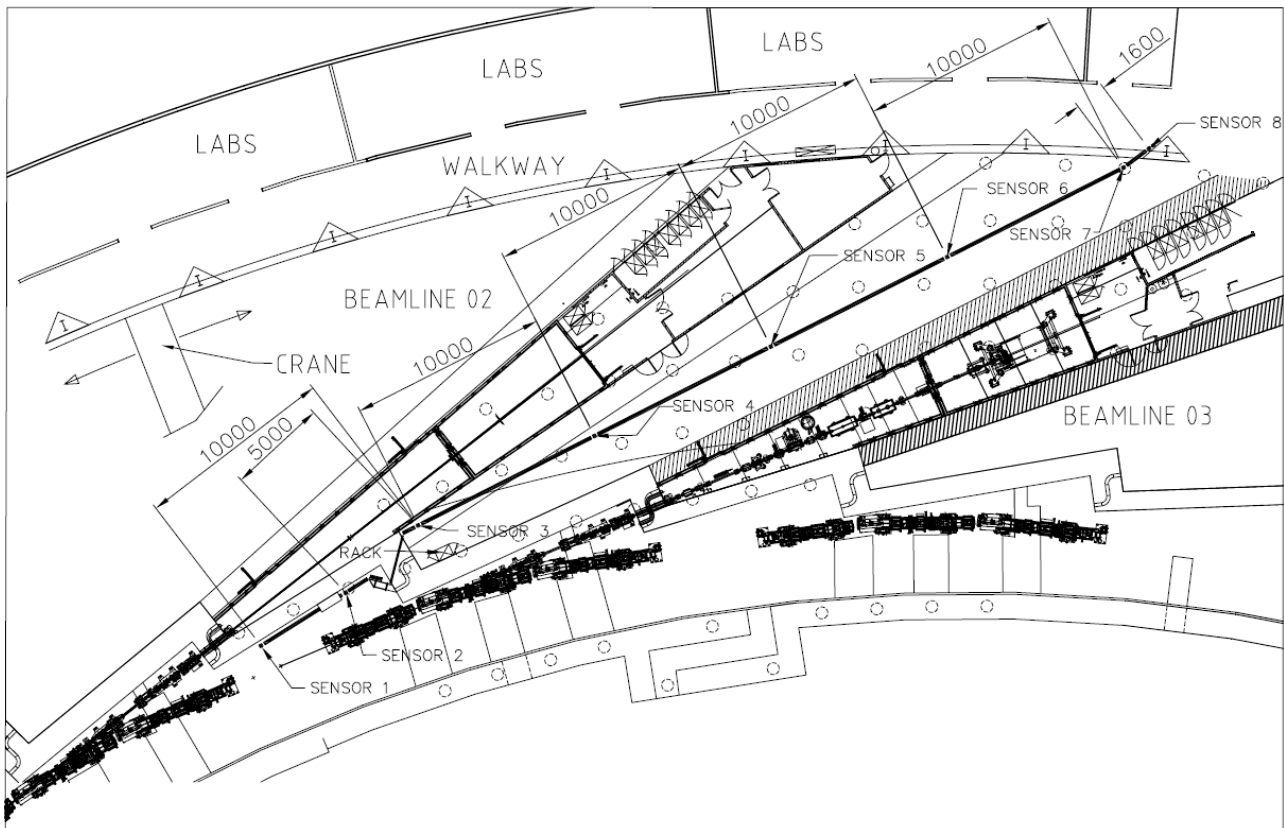 LABS
10000
1600
LABS
10000
SENSOR 8
LABS
WALKWAY
I
I
I
I
I
I
I
I
I
10000
SENSOR 6
SENSOR 7
SENSOR 5
BEAMLINE 02
CRANE
10000
SENSOR 4
BEAMLINE 03
10000
5000
SENSOR 3
RACK
SENSOR 2
SENSOR 1